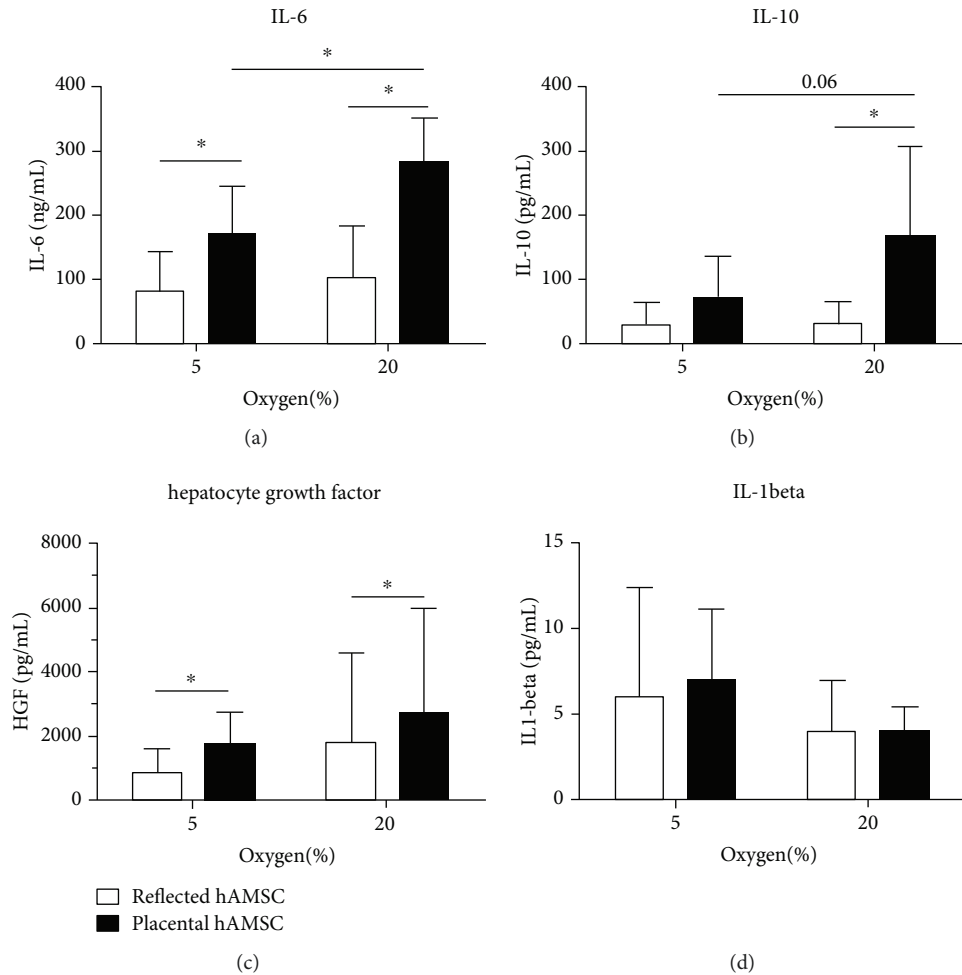 IL-6
*
*
*
400
300
200
100
0
IL-6 (ng/mL)
5
20
Oxygen(%)
(a)
IL-10
0.06
*
400
300
200
100
0
IL-10 (pg/mL)
5
20
Oxygen(%)
(b)
hepatocyte growth factor
*
*
8000
6000
4000
2000
0
HGF (pg/mL)
5
20
Oxygen(%)
Reflected hAMSC
Placental hAMSC
(c)
IL-1beta
15
10
5
0
IL1-beta (pg/mL)
5
20
Oxygen(%)
(d)